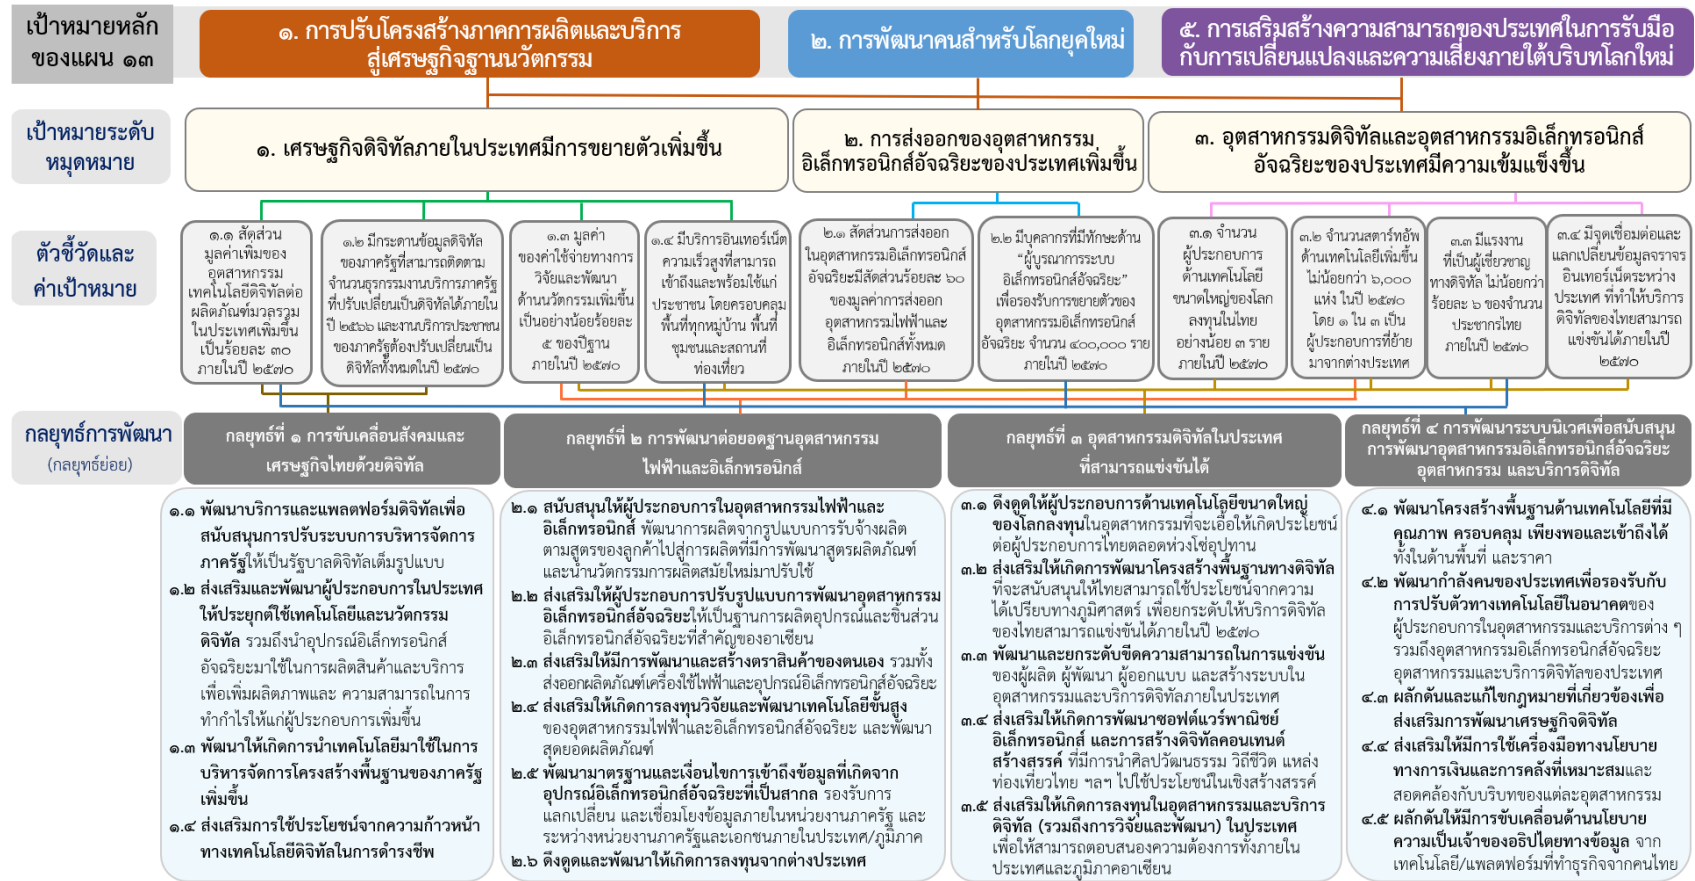 เป้าหมายหลัก
ของแผน ๑๓
๑. การปรับโครงสร้างภาคการผลิตและบริการ
สู่เศรษฐกิจฐานนวัตกรรม
๒. การพัฒนาคนสำหรับโลกยุคใหม่
๕. การเสริมสร้างความสามารถของประเทศในการรับมือ
กับการเปลี่ยนแปลงและความเสี่ยงภายใต้บริบทโลกใหม่
เป้าหมายระดับ
หมุดหมาย
๑. เศรษฐกิจดิจิทัลภายในประเทศมีการขยายตัวเพิ่มขึ้น
๒. การส่งออกของอุตสาหกรรม
อิเล็กทรอนิกส์อัจฉริยะของประเทศเพิ่มขึ้น
๓. อุตสาหกรรมดิจิทัลและอุตสาหกรรมอิเล็กทรอนิกส์
อัจฉริยะของประเทศมีความเข้มแข็งขึ้น
ตัวชี้วัดและ
ค่าเป้าหมาย
๑.๑ สัดส่วน
มูลค่าเพิ่มของ
อุตสาหกรรม
เทคโนโลยีดิจิทัลต่อ
ผลิตภัณฑ์มวลรวม
ในประเทศเพิ่มขึ้น
เป็นร้อยละ ๓๐
ภายในปี ๒๕๗๐
๑.๒ มีกระดานข้อมูลดิจิทัล
ของภาครัฐที่สามารถติดตาม
จำนวนธุรกรรมงานบริการภาครัฐ
ที่ปรับเปลี่ยนเป็นดิจิทัลได้ภายใน
ปี ๒๕๖๖ และงานบริการประชาชน
ของภาครัฐต้องปรับเปลี่ยนเป็น
ดิจิทัลทั้งหมดในปี ๒๕๗๐
๑.๓ มูลค่า
ของค่าใช้จ่ายทางการ
วิจัยและพัฒนา
ด้านนวัตกรรมเพิ่มขึ้น
เป็นอย่างน้อยร้อยละ
๕ ของปีฐาน
ภายในปี ๒๕๗๐
๑.๔ มีบริการอินเทอร์เน็ต
ความเร็วสูงที่สามารถ
เข้าถึงและพร้อมใช้แก่
ประชาชน โดยครอบคลุม
พื้นที่ทุกหมู่บ้าน พื้นที่
ชุมชนและสถานที่
ท่องเที่ยว
๒.๑ สัดส่วนการส่งออก
ในอุตสาหกรรมอิเล็กทรอนิกส์
อัจฉริยะมีสัดส่วนร้อยละ ๖๐
ของมูลค่าการส่งออก
อุตสาหกรรมไฟฟ้าและ
อิเล็กทรอนิกส์ทั้งหมด
ภายในปี ๒๕๗๐
๒.๒ มีบุคลากรที่มีทักษะด้าน
“ผู้บูรณาการระบบ
อิเล็กทรอนิกส์อัจฉริยะ”
เพื่อรองรับการขยายตัวของ
อุตสาหกรรมอิเล็กทรอนิกส์
อัจฉริยะ จำนวน ๔๐๐,๐๐๐ ราย
ภายในปี ๒๕๗๐
๓.๑ จำนวน
ผู้ประกอบการ
ด้านเทคโนโลยี
ขนาดใหญ่ของโลก
ลงทุนในไทย
อย่างน้อย ๓ ราย
ภายในปี ๒๕๗๐
๓.๒ จำนวนสตาร์ทอัพ
ด้านเทคโนโลยีเพิ่มขึ้น
ไม่น้อยกว่า ๖,๐๐๐
แห่ง ในปี ๒๕๗๐
โดย ๑ ใน ๓ เป็น
ผู้ประกอบการที่ย้าย
มาจากต่างประเทศ
๓.๓ มีแรงงาน
ที่เป็นผู้เชี่ยวชาญ
ทางดิจิทัล ไม่น้อยกว่า
ร้อยละ ๖ ของจำนวน
ประชากรไทย
ภายในปี ๒๕๗๐
๓.๔ มีจุดเชื่อมต่อและ
แลกเปลี่ยนข้อมูลจราจร
อินเทอร์เน็ตระหว่าง
ประเทศ ที่ทำให้บริการ
ดิจิทัลของไทยสามารถ
แข่งขันได้ภายในปี
๒๕๗๐
กลยุทธ์การพัฒนา
(กลยุทธ์ย่อย)
กลยุทธ์ที่ ๑ การขับเคลื่อนสังคมและ
เศรษฐกิจไทยด้วยดิจิทัล
กลยุทธ์ที่ ๒ การพัฒนาต่อยอดฐานอุตสาหกรรม
ไฟฟ้าและอิเล็กทรอนิกส์
กลยุทธ์ที่ ๓ อุตสาหกรรมดิจิทัลในประเทศ
ที่สามารถแข่งขันได้
กลยุทธ์ที่ ๔ การพัฒนาระบบนิเวศเพื่อสนับสนุน
การพัฒนาอุตสาหกรรมอิเล็กทรอนิกส์อัจฉริยะ
อุตสาหกรรม และบริการดิจิทัล
๑.๑ พัฒนาบริการและแพลตฟอร์มดิจิทัลเพื่อ
สนับสนุนการปรับระบบการบริหารจัดการ
ภาครัฐให้เป็นรัฐบาลดิจิทัลเต็มรูปแบบ
๑.๒ ส่งเสริมและพัฒนาผู้ประกอบการในประเทศ
ให้ประยุกต์ใช้เทคโนโลยีและนวัตกรรม
ดิจิทัล รวมถึงนำอุปกรณ์อิเล็กทรอนิกส์
อัจฉริยะมาใช้ในการผลิตสินค้าและบริการ
เพื่อเพิ่มผลิตภาพและ ความสามารถในการ
ทำกำไรให้แก่ผู้ประกอบการเพิ่มขึ้น
๑.๓ พัฒนาให้เกิดการนำเทคโนโลยีมาใช้ในการ
บริหารจัดการโครงสร้างพื้นฐานของภาครัฐ
เพิ่มขึ้น
๑.๔ ส่งเสริมการใช้ประโยชน์จากความก้าวหน้า
ทางเทคโนโลยีดิจิทัลในการดำรงชีพ
๒.๑ สนับสนุนให้ผู้ประกอบการในอุตสาหกรรมไฟฟ้าและ
อิเล็กทรอนิกส์ พัฒนาการผลิตจากรูปแบบการรับจ้างผลิต
ตามสูตรของลูกค้าไปสู่การผลิตที่มีการพัฒนาสูตรผลิตภัณฑ์
และนำนวัตกรรมการผลิตสมัยใหม่มาปรับใช้
๒.๒ ส่งเสริมให้ผู้ประกอบการปรับรูปแบบการพัฒนาอุตสาหกรรม
อิเล็กทรอนิกส์อัจฉริยะให้เป็นฐานการผลิตอุปกรณ์และชิ้นส่วน
อิเล็กทรอนิกส์อัจฉริยะที่สำคัญของอาเซียน
๒.๓ ส่งเสริมให้มีการพัฒนาและสร้างตราสินค้าของตนเอง รวมทั้ง
ส่งออกผลิตภัณฑ์เครื่องใช้ไฟฟ้าและอุปกรณ์อิเล็กทรอนิกส์อัจฉริยะ
๒.๔ ส่งเสริมให้เกิดการลงทุนวิจัยและพัฒนาเทคโนโลยีขั้นสูง
ของอุตสาหกรรมไฟฟ้าและอิเล็กทรอนิกส์อัจฉริยะ และพัฒนา
สุดยอดผลิตภัณฑ์
๒.๕ พัฒนามาตรฐานและเงื่อนไขการเข้าถึงข้อมูลที่เกิดจาก
อุปกรณ์อิเล็กทรอนิกส์อัจฉริยะที่เป็นสากล รองรับการ
แลกเปลี่ยน และเชื่อมโยงข้อมูลภายในหน่วยงานภาครัฐ และ
ระหว่างหน่วยงานภาครัฐและเอกชนภายในประเทศ/ภูมิภาค
๒.๖ ดึงดูดและพัฒนาให้เกิดการลงทุนจากต่างประเทศ
๓.๑ ดึงดูดให้ผู้ประกอบการด้านเทคโนโลยีขนาดใหญ่
ของโลกลงทุนในอุตสาหกรรมที่จะเอื้อให้เกิดประโยชน์
ต่อผู้ประกอบการไทยตลอดห่วงโซ่อุปทาน
๓.๒ ส่งเสริมให้เกิดการพัฒนาโครงสร้างพื้นฐานทางดิจิทัล
ที่จะสนับสนุนให้ไทยสามารถใช้ประโยชน์จากความ
ได้เปรียบทางภูมิศาสตร์ เพื่อยกระดับให้บริการดิจิทัล
ของไทยสามารถแข่งขันได้ภายในปี ๒๕๗๐
๓.๓ พัฒนาและยกระดับขีดความสามารถในการแข่งขัน
ของผู้ผลิต ผู้พัฒนา ผู้ออกแบบ และสร้างระบบใน
อุตสาหกรรมและบริการดิจิทัลภายในประเทศ
๓.๔ ส่งเสริมให้เกิดการพัฒนาซอฟต์แวร์พาณิชย์
อิเล็กทรอนิกส์ และการสร้างดิจิทัลคอนเทนต์
สร้างสรรค์ ที่มีการนำศิลปวัฒนธรรม วิถีชีวิต แหล่ง
ท่องเที่ยวไทย ฯลฯ ไปใช้ประโยชน์ในเชิงสร้างสรรค์
๓.๕ ส่งเสริมให้เกิดการลงทุนในอุตสาหกรรมและบริการ
ดิจิทัล (รวมถึงการวิจัยและพัฒนา) ในประเทศ
เพื่อให้สามารถตอบสนองความต้องการทั้งภายใน
ประเทศและภูมิภาคอาเซียน
๔.๑ พัฒนาโครงสร้างพื้นฐานด้านเทคโนโลยีที่มี
คุณภาพ ครอบคลุม เพียงพอและเข้าถึงได้
ทั้งในด้านพื้นที่ และราคา
๔.๒ พัฒนากำลังคนของประเทศเพื่อรองรับกับ
การปรับตัวทางเทคโนโลยีในอนาคตของ
ผู้ประกอบการในอุตสาหกรรมและบริการต่าง ๆ
รวมถึงอุตสาหกรรมอิเล็กทรอนิกส์อัจฉริยะ
อุตสาหกรรมและบริการดิจิทัลของประเทศ
๔.๓ ผลักดันและแก้ไขกฎหมายที่เกี่ยวข้องเพื่อ
ส่งเสริมการพัฒนาเศรษฐกิจดิจิทัล
๔.๔ ส่งเสริมให้มีการใช้เครื่องมือทางนโยบาย
ทางการเงินและการคลังที่เหมาะสมและ
สอดคล้องกับบริบทของแต่ละอุตสาหกรรม
๔.๕ ผลักดันให้มีการขับเคลื่อนด้านนโยบาย
ความเป็นเจ้าของอธิปไตยทางข้อมูล จาก
เทคโนโลยี/แพลตฟอร์มที่ทำธุรกิจจากคนไทย